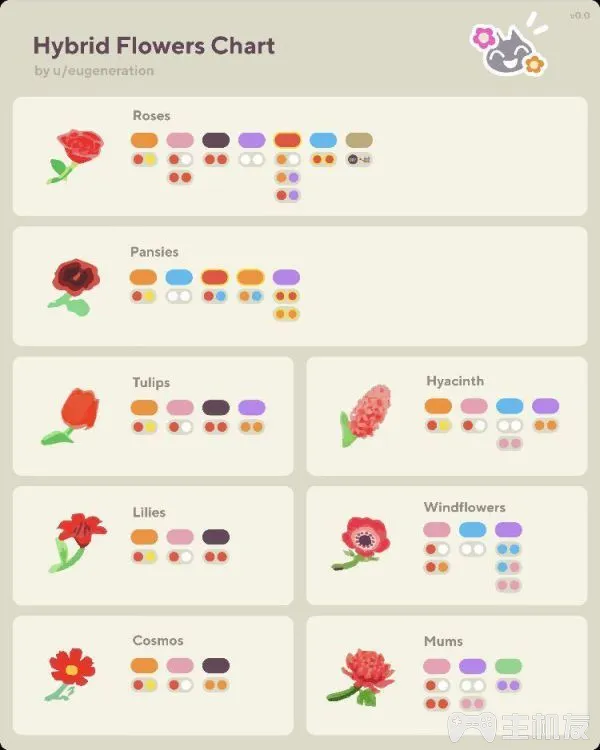 v0.0
Hybrid Flowers Chart
by u/eugeneration
Roses
Pansies
Tulips
Hyacinth
Lilies
Windflowers
Cosmos
Mums
主机友